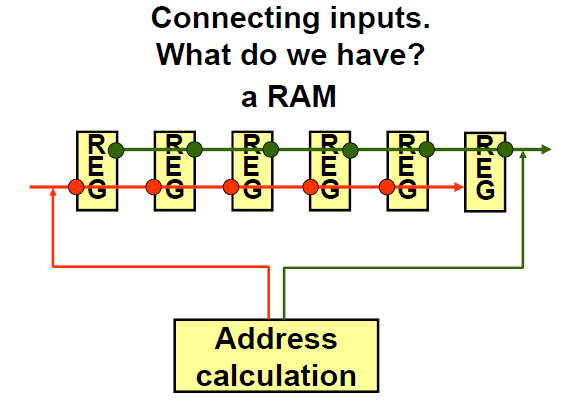 Connecting inputs.
What do we have?
a RAM
REG
REG
REG
REG
REG
REG
Address
calculation